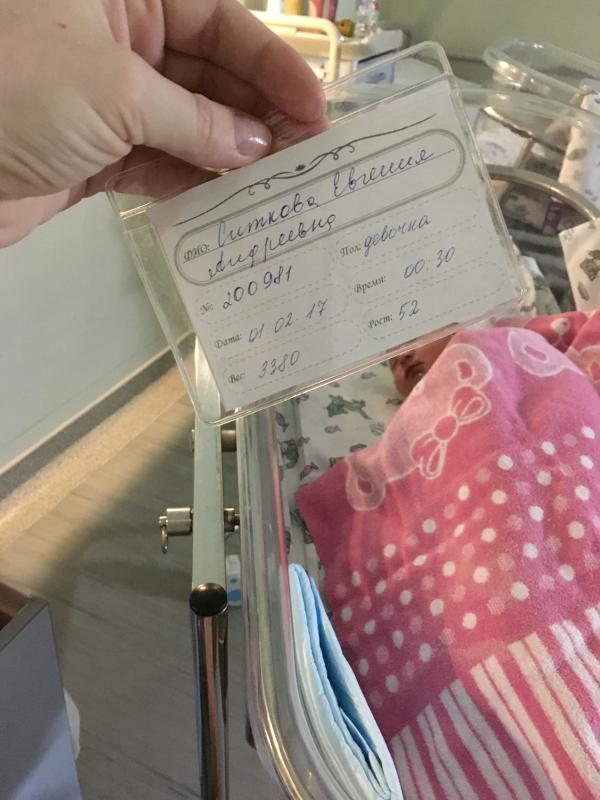 ФИО: Ситкова Евгения
Андреевна
№: 200981 Пол: девочка
Дата: 01 02 17 Время: 00:30
Вес: 3380 Рост: 52